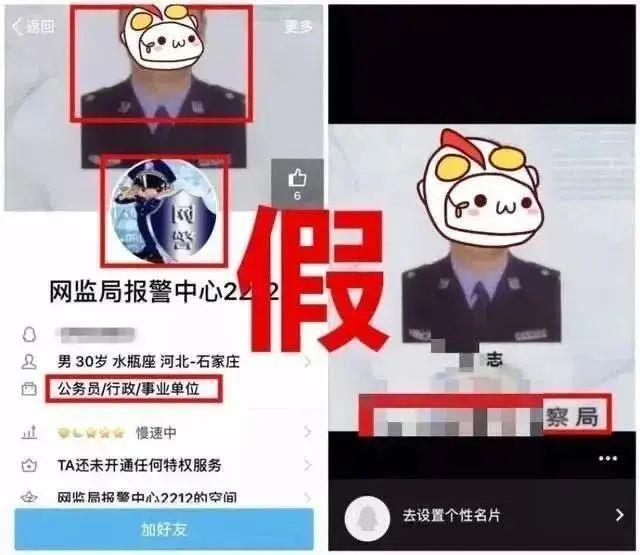 返回
更多
网
警
6
网监局报警中心2212
假
男 30岁 水瓶座 河北-石家庄
公务员/行政/事业单位
慢速中
TA还未开通任何特权服务
网监局报警中心2212的空间
加好友
志
察局
去设置个性名片